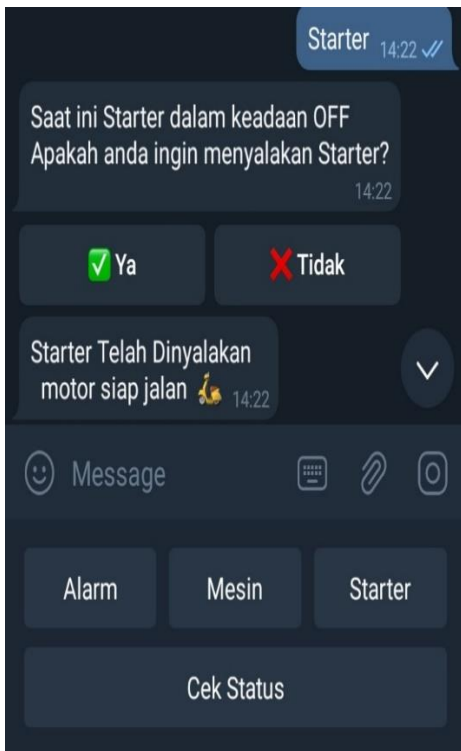 Starter 14:22
Saat ini Starter dalam keadaan OFF
Apakah anda ingin menyalakan Starter?
14:22
✅ Ya ❌ Tidak
Starter Telah Dinyalakan
motor siap jalan 🛵 14:22
Message
Alarm Mesin Starter
Cek Status